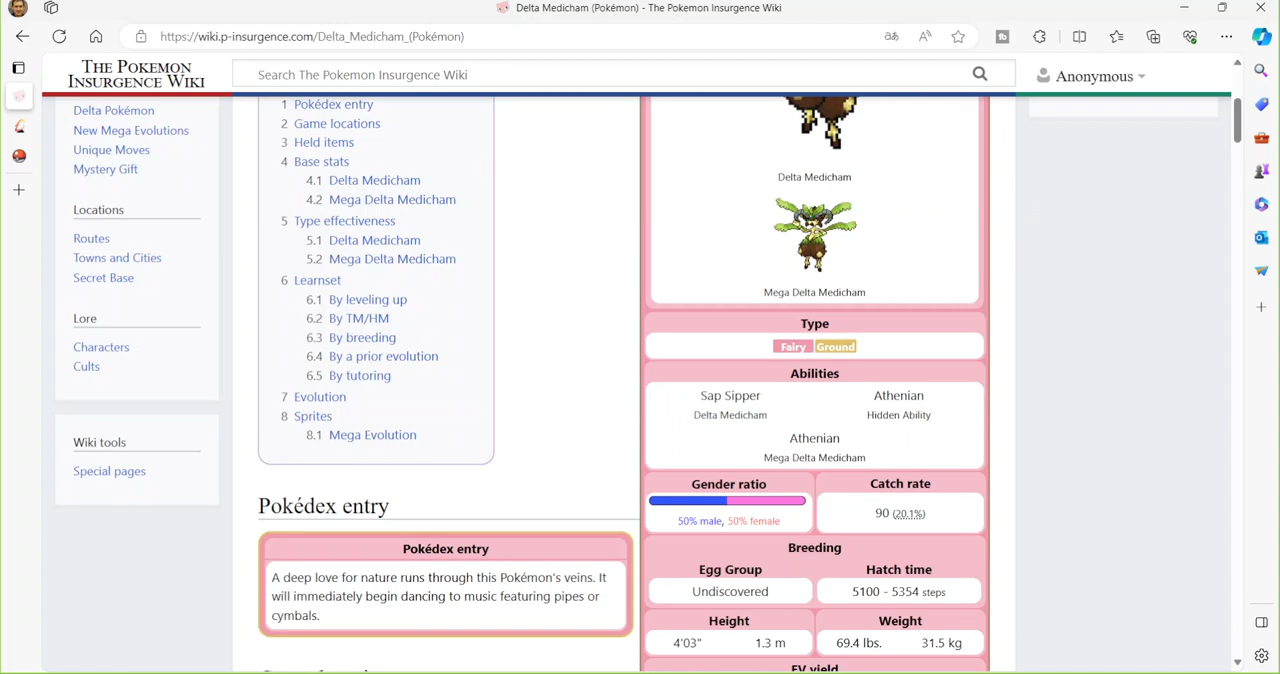 Delta Medicham (Pokémon) - The Pokemon Insurgence Wiki
https://wiki.p-insurgence.com/Delta_Medicham_(Pokémon)
THE POKEMON
INSURGENCE WIKI
Search The Pokemon Insurgence Wiki
Anonymous
Delta Pokémon
New Mega Evolutions
Unique Moves
Mystery Gift
Locations
Routes
Towns and Cities
Secret Base
Lore
Characters
Cults
Wiki tools
Special pages
1 Pokédex entry
2 Game locations
3 Held items
4 Base stats
4.1 Delta Medicham
4.2 Mega Delta Medicham
5 Type effectiveness
5.1 Delta Medicham
5.2 Mega Delta Medicham
6 Learnset
6.1 By leveling up
6.2 By TM/HM
6.3 By breeding
6.4 By a prior evolution
6.5 By tutoring
7 Evolution
8 Sprites
8.1 Mega Evolution
Pokédex entry
Pokédex entry
A deep love for nature runs through this Pokémon's veins. It
will immediately begin dancing to music featuring pipes or
cymbals.
Delta Medicham
Mega Delta Medicham
Type
Fairy Ground
Abilities
Sap Sipper Athenian
Delta Medicham Hidden Ability
Athenian
Mega Delta Medicham
Gender ratio Catch rate
50% male, 50% female 90 (20.1%)
Breeding
Egg Group Hatch time
Undiscovered 5100 - 5354 steps
Height Weight
4'03" 1.3 m 69.4 lbs. 31.5 kg
EV yield